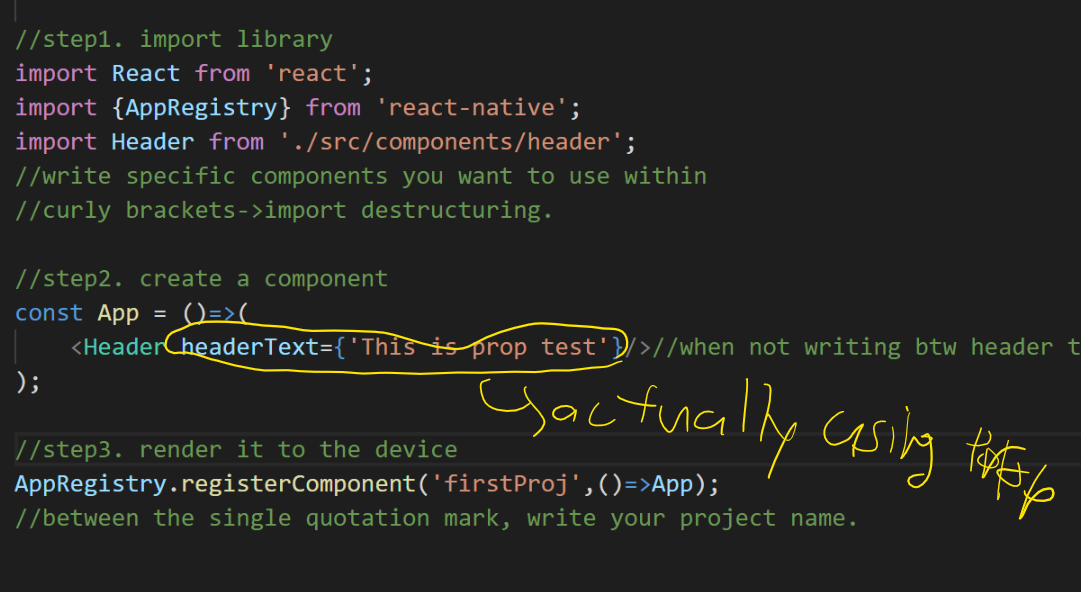 //step1. import library
import React from 'react';
import {AppRegistry} from 'react-native';
import Header from './src/components/header';
//write specific components you want to use within
//curly brackets->import destructuring.
//step2. create a component
const App = ()=>(
<Header headerText={'This is prop test'}/>//when not writing btw header t
);
actually using
//step3. render it to the device
AppRegistry.registerComponent('firstProj',()=>App);
//between the single quotation mark, write your project name.